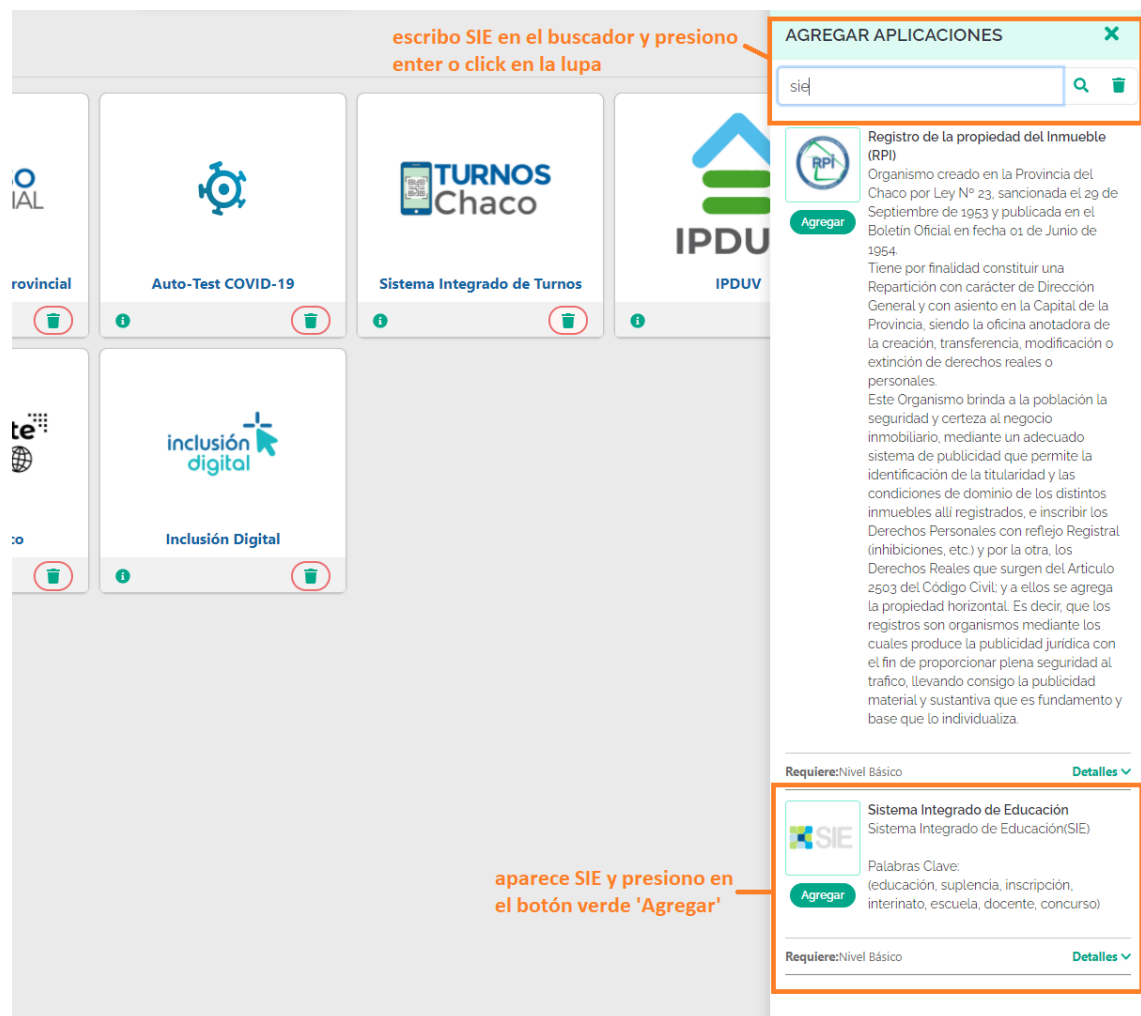 escribo SIE en el buscador y presiono
enter o click en la lupa
AGREGAR APLICACIONES
sie
O
IAL
rovincial
Auto-Test COVID-19
TURNOS
Chaco
Sistema Integrado de Turnos
IPDU
IPDUV
te
co
inclusión
digital
Inclusión Digital
RPI
Agregar
Registro de la propiedad del Inmueble
(RPI)
Organismo creado en la Provincia del
Chaco por Ley Nº 23, sancionada el 29 de
Septiembre de 1953 y publicada en el
Boletín Oficial en fecha 01 de Junio de
1954.
Tiene por finalidad constituir una
Repartición con carácter de Dirección
General y con asiento en la Capital de la
Provincia, siendo la oficina anotadora de
la creación, transferencia, modificación o
extinción de derechos reales o
personales.
Este Organismo brinda a la población la
seguridad y certeza al negocio
inmobiliario, mediante un adecuado
sistema de publicidad que permite la
identificación de la titularidad y las
condiciones de dominio de los distintos
inmuebles allí registrados, e inscribir los
Derechos Personales con reflejo Registral
(inhibiciones, etc.) y por la otra, los
Derechos Reales que surgen del Articulo
2503 del Código Civil; y a ellos se agrega
la propiedad horizontal. Es decir, que los
registros son organismos mediante los
cuales produce la publicidad jurídica con
el fin de proporcionar plena seguridad al
trafico, llevando consigo la publicidad
material y sustantiva que es fundamento y
base que lo individualiza.
Requiere:Nivel Básico
Detalles
aparece SIE y presiono en
el botón verde 'Agregar'
SIE
Agregar
Sistema Integrado de Educación
Sistema Integrado de Educación(SIE)
Palabras Clave:
(educación, suplencia, inscripción,
interinato, escuela, docente, concurso)
Requiere:Nivel Básico
Detalles